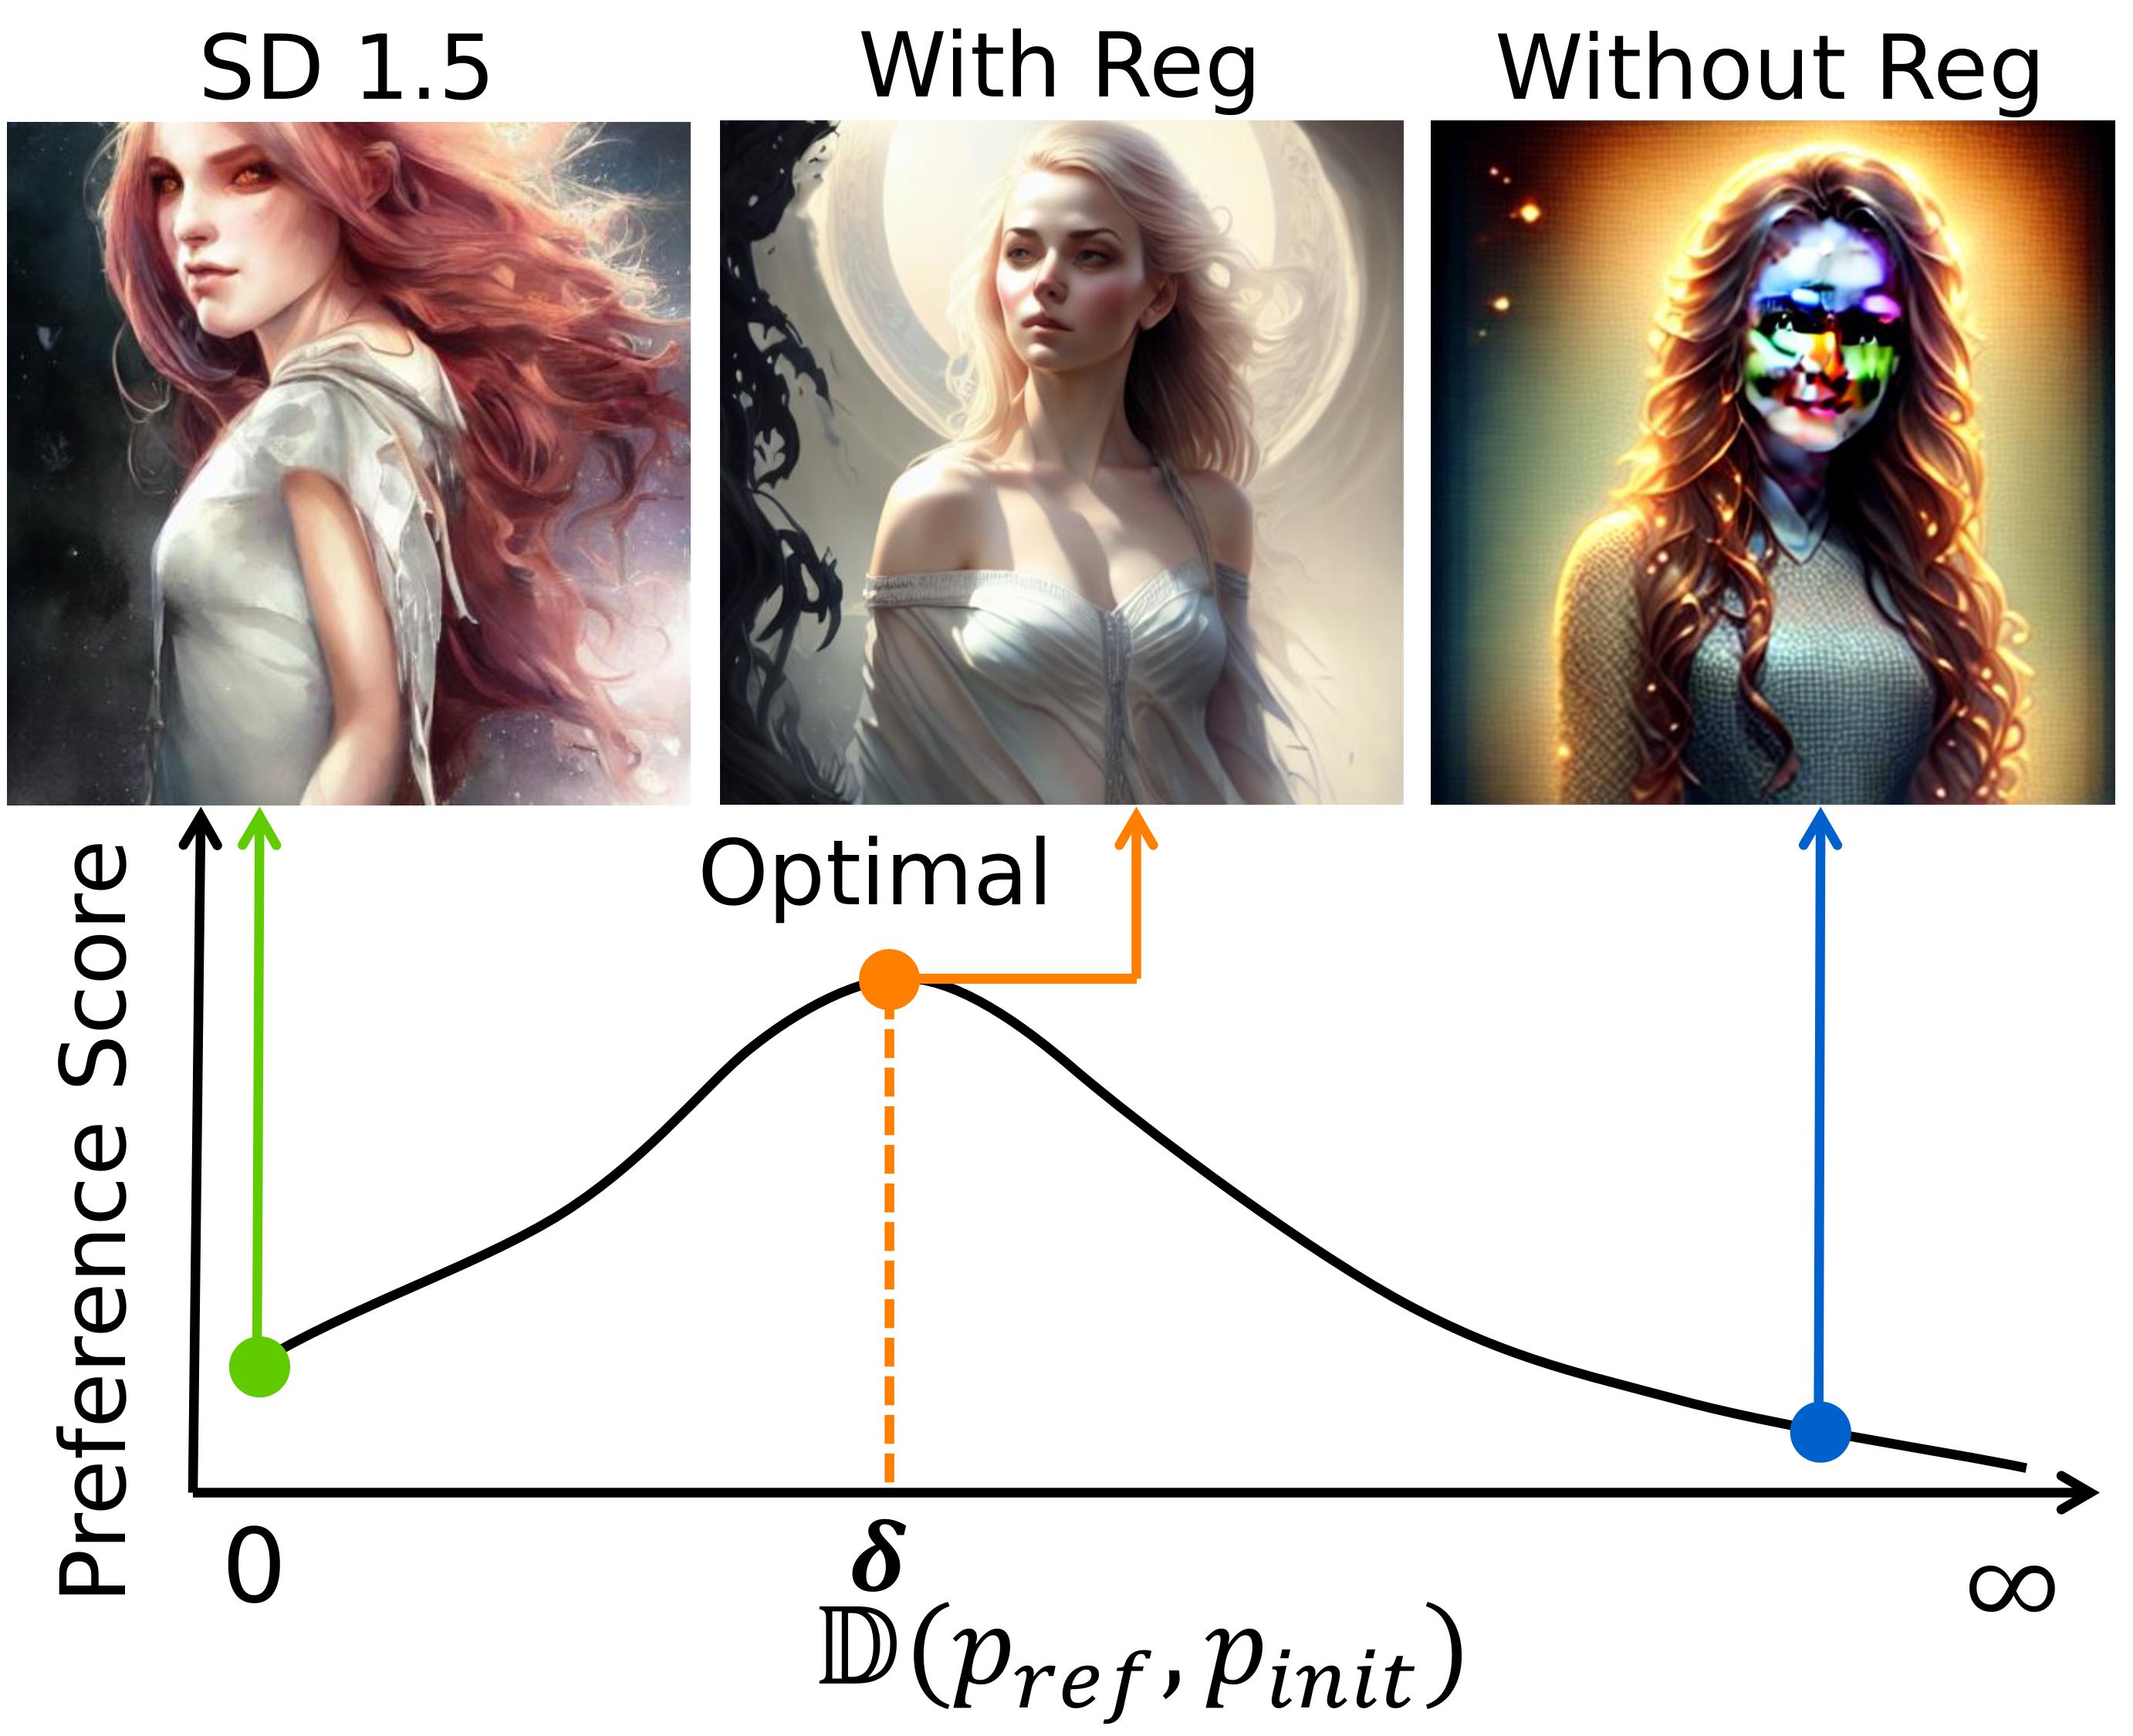 SD 1.5
With Reg
Without Reg
Optimal
Preference Score
0
δ
∞
𝔻(p_ref, p_init)